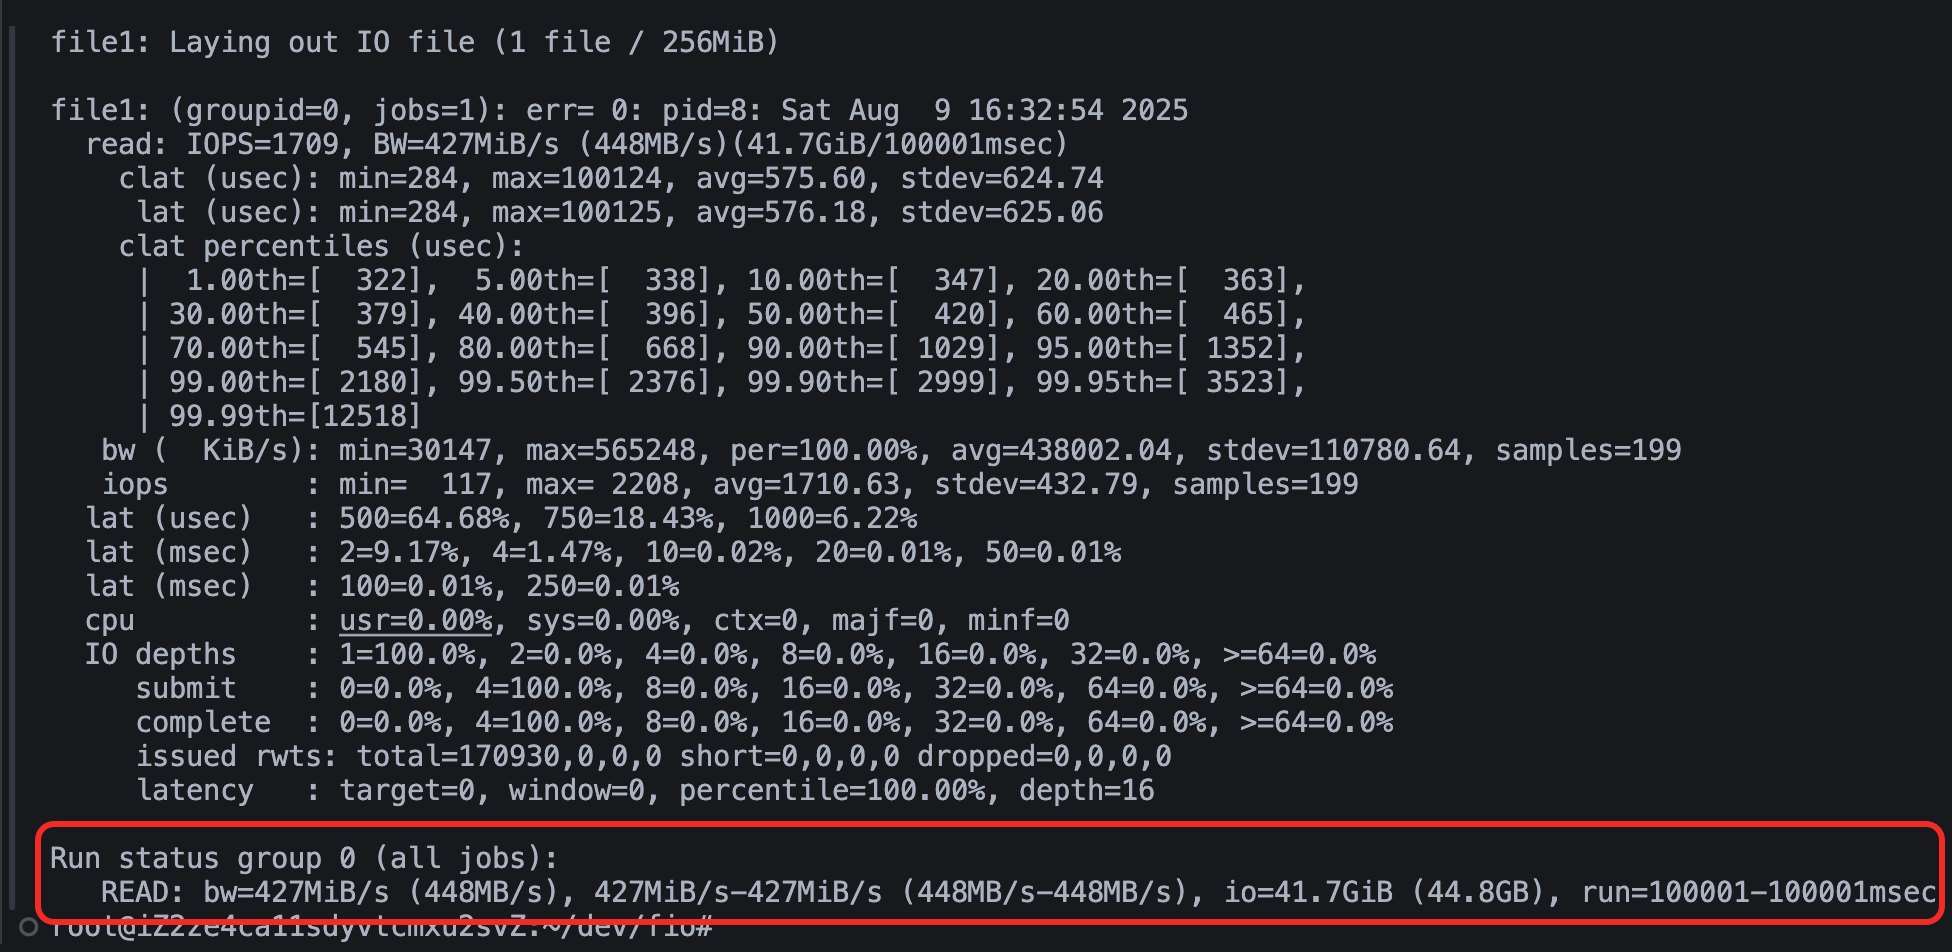 file1: Laying out IO file (1 file / 256MiB)
file1: (groupid=0, jobs=1): err= 0: pid=8: Sat Aug  9 16:32:54 2025
  read: IOPS=1709, BW=427MiB/s (448MB/s)(41.7GiB/100001msec)
    clat (usec): min=284, max=100124, avg=575.60, stdev=624.74
     lat (usec): min=284, max=100125, avg=576.18, stdev=625.06
    clat percentiles (usec):
     |  1.00th=[  322],  5.00th=[  338], 10.00th=[  347], 20.00th=[  363],
     | 30.00th=[  379], 40.00th=[  396], 50.00th=[  420], 60.00th=[  465],
     | 70.00th=[  545], 80.00th=[  668], 90.00th=[ 1029], 95.00th=[ 1352],
     | 99.00th=[ 2180], 99.50th=[ 2376], 99.90th=[ 2999], 99.95th=[ 3523],
     | 99.99th=[12518]
   bw (  KiB/s): min=30147, max=565248, per=100.00%, avg=438002.04, stdev=110780.64, samples=199
   iops        : min=  117, max= 2208, avg=1710.63, stdev=432.79, samples=199
  lat (usec)   : 500=64.68%, 750=18.43%, 1000=6.22%
  lat (msec)   : 2=9.17%, 4=1.47%, 10=0.02%, 20=0.01%, 50=0.01%
  lat (msec)   : 100=0.01%, 250=0.01%
  cpu          : usr=0.00%, sys=0.00%, ctx=0, majf=0, minf=0
  IO depths    : 1=100.0%, 2=0.0%, 4=0.0%, 8=0.0%, 16=0.0%, 32=0.0%, >=64=0.0%
     submit    : 0=0.0%, 4=100.0%, 8=0.0%, 16=0.0%, 32=0.0%, 64=0.0%, >=64=0.0%
     complete  : 0=0.0%, 4=100.0%, 8=0.0%, 16=0.0%, 32=0.0%, 64=0.0%, >=64=0.0%
     issued rwts: total=170930,0,0,0 short=0,0,0,0 dropped=0,0,0,0
     latency   : target=0, window=0, percentile=100.00%, depth=16
Run status group 0 (all jobs):
   READ: bw=427MiB/s (448MB/s), 427MiB/s-427MiB/s (448MB/s-448MB/s), io=41.7GiB (44.8GB), run=100001-100001msec